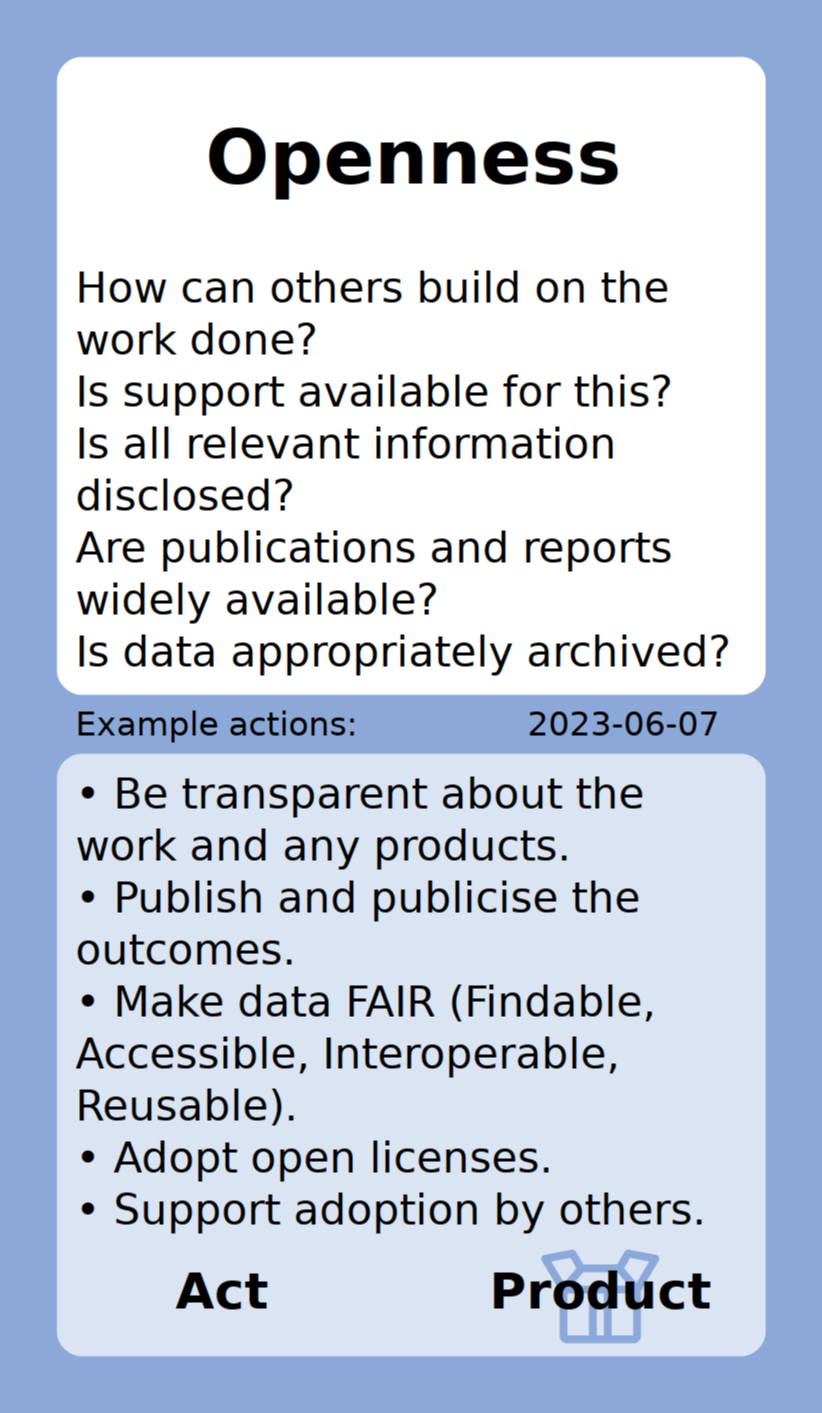 Openness
How can others build on the
work done?
Is support available for this?
Is all relevant information
disclosed?
Are publications and reports
widely available?
Is data appropriately archived?
Example actions: 2023-06-07
• Be transparent about the
work and any products.
• Publish and publicise the
outcomes.
• Make data FAIR (Findable,
Accessible, Interoperable,
Reusable).
• Adopt open licenses.
• Support adoption by others.
Act Product